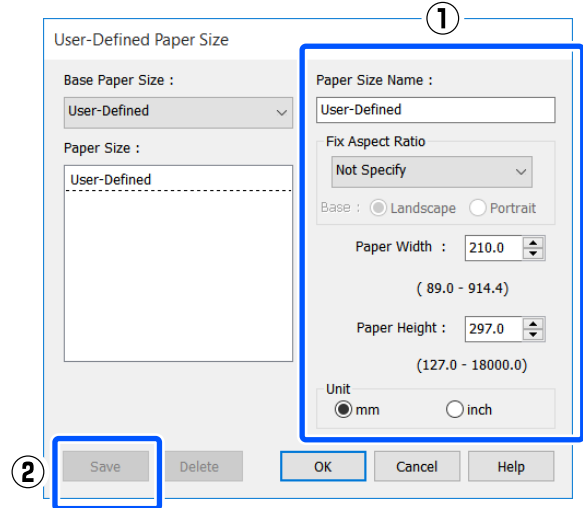 ①
User-Defined Paper Size
Base Paper Size :
User-Defined
Paper Size :
User-Defined
Paper Size Name :
User-Defined
Fix Aspect Ratio
Not Specify
Base : Landscape Portrait
Paper Width : 210.0
( 89.0 - 914.4)
Paper Height : 297.0
(127.0 - 18000.0)
Unit
mm inch
②
Save Delete OK Cancel Help